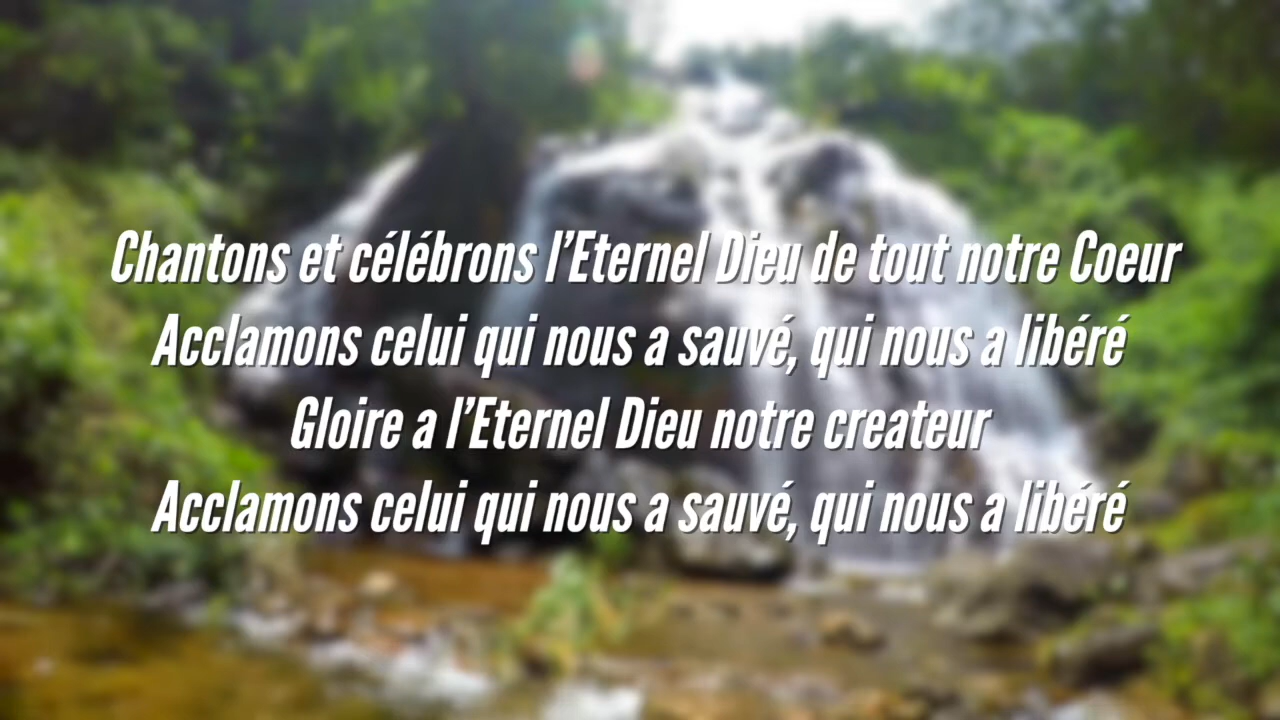 Chantons et célébrons l’Eternel Dieu de tout notre Coeur
Acclamons celui qui nous a sauvé, qui nous a libéré
Gloire a l’Eternel Dieu notre createur
Acclamons celui qui nous a sauvé, qui nous a libéré